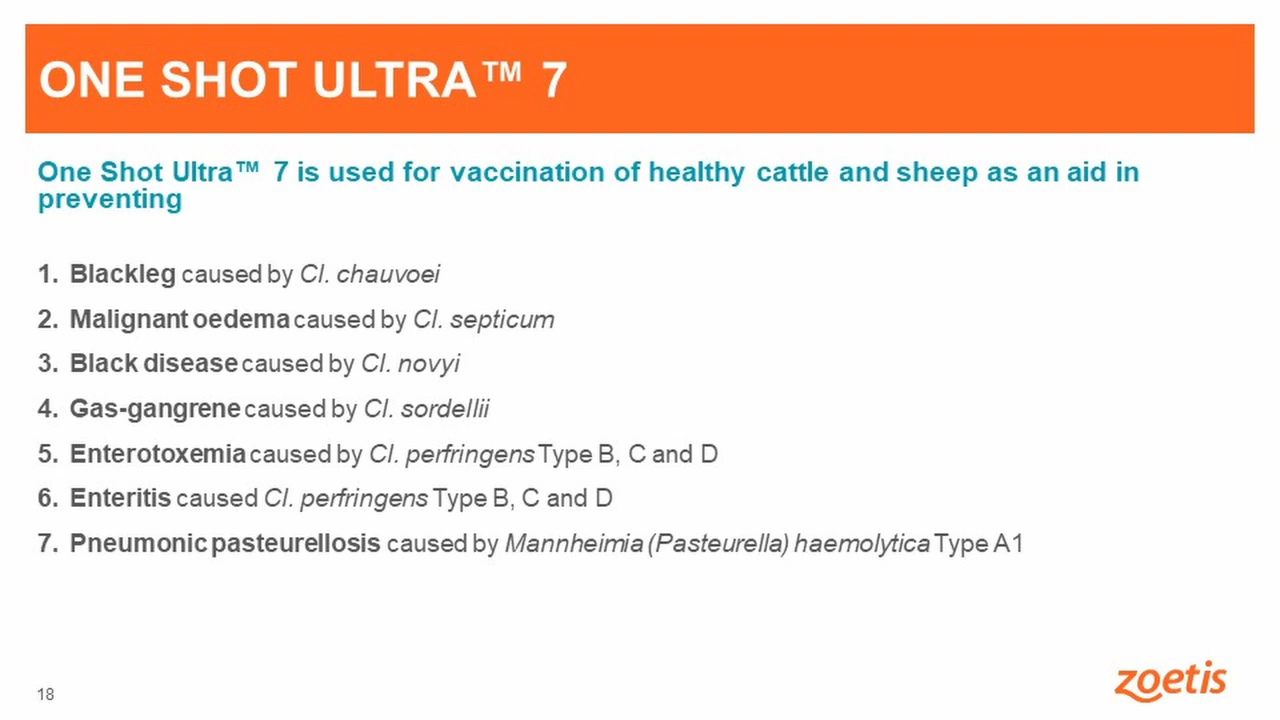 ONE SHOT ULTRA™ 7
One Shot Ultra™ 7 is used for vaccination of healthy cattle and sheep as an aid in
preventing
1. Blackleg caused by Cl. chauvoei
2. Malignant oedema caused by Cl. septicum
3. Black disease caused by Cl. novyi
4. Gas-gangrene caused by Cl. sordellii
5. Enterotoxemia caused by Cl. perfringens Type B, C and D
6. Enteritis caused Cl. perfringens Type B, C and D
7. Pneumonic pasteurellosis caused by Mannheimia (Pasteurella) haemolytica Type A1
18
zoetis